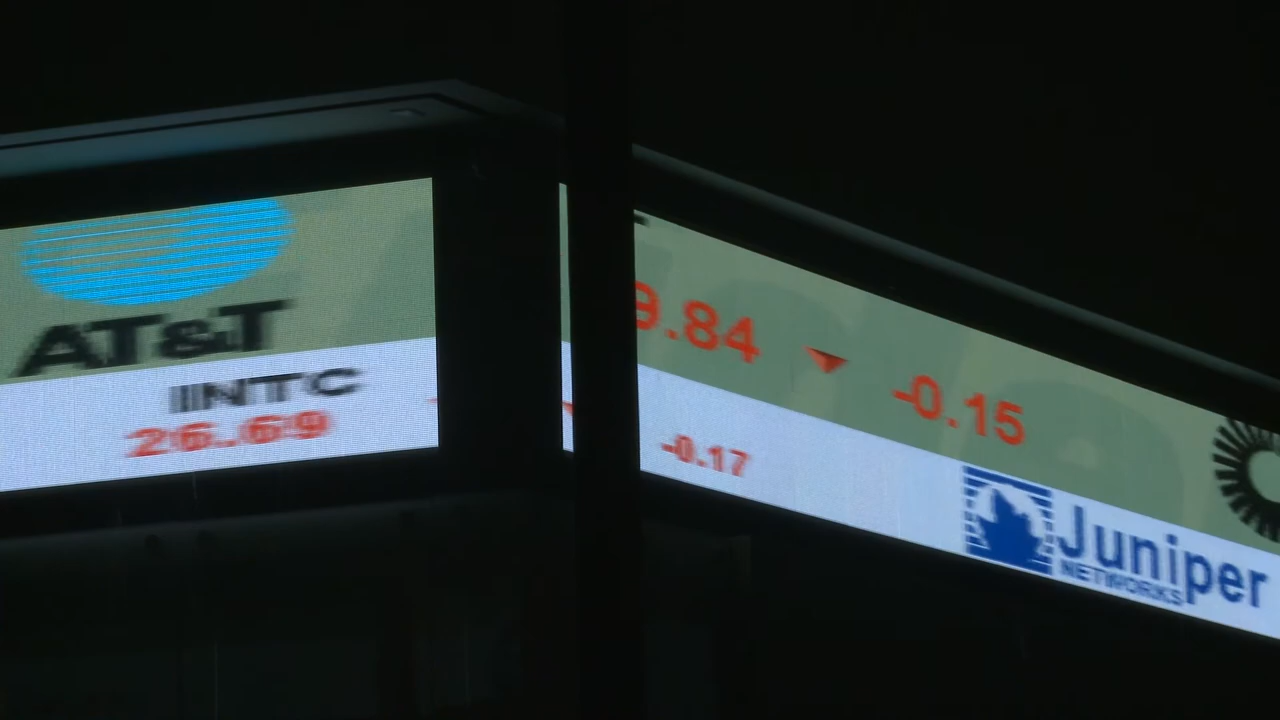 AT&T
INTC
26.69
9.84 -0.15
-0.17
Juniper
NETWORKS